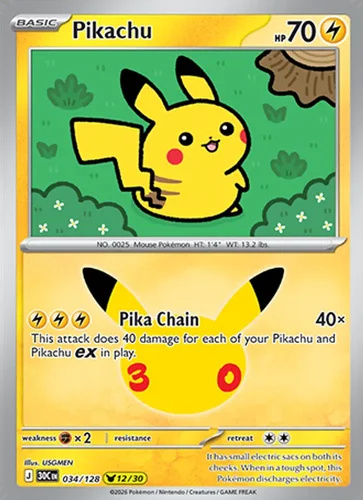 BASIC Pikachu HP 70
NO. 0025 Mouse Pokémon HT: 1'4" WT: 13.2 lbs.
Pika Chain 40×
This attack does 40 damage for each of your Pikachu and
Pikachu ex in play.
3 0
weakness ×2 resistance retreat
Illus. USGMEN
J 30C EN 034/128 12/30
It has small electric sacs on both its
cheeks. When in a tough spot, this
Pokémon discharges electricity.
©2026 Pokémon / Nintendo / Creatures / GAME FREAK